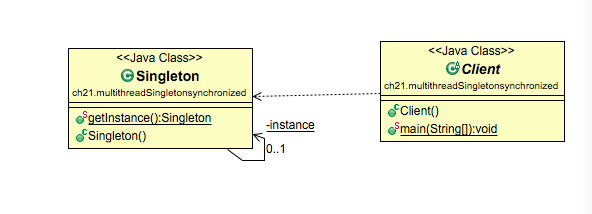 <<Java Class>>
Singleton
ch21.multithreadSingletonsynchronized
getInstance():Singleton
Singleton()
-instance
0..1
<<Java Class>>
Client
ch21.multithreadSingletonsynchronized
Client()
main(String[]):void